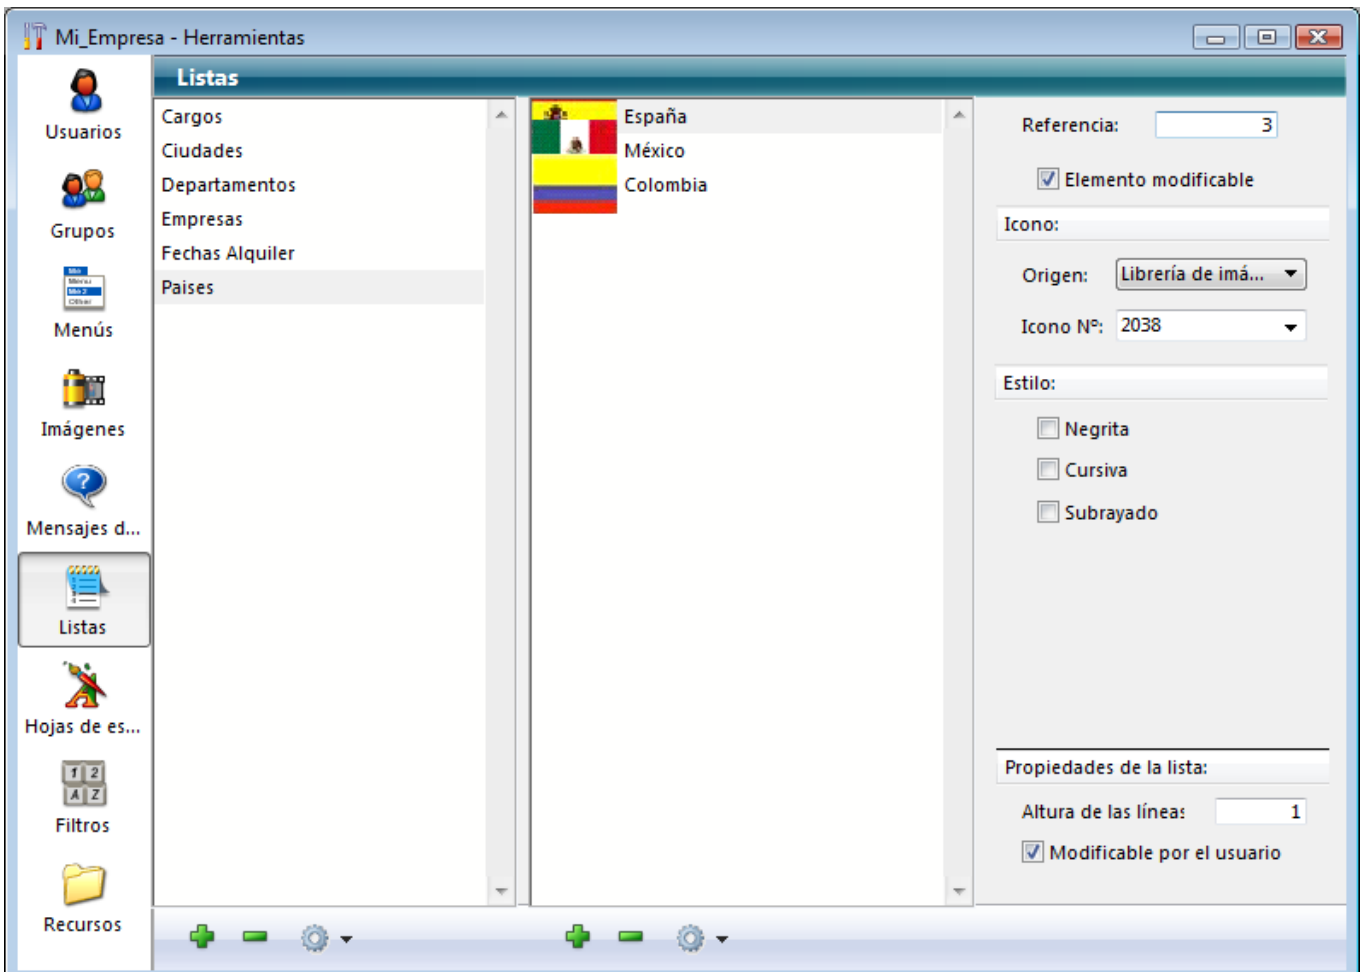 Mi_Empresa - Herramientas
Listas
Usuarios
Grupos
Menús
Imágenes
Mensajes d...
Listas
Hojas de es...
Filtros
Recursos
Cargos
Ciudades
Departamentos
Empresas
Fechas Alquiler
Paises
España
México
Colombia
Referencia: 3
Elemento modificable
Icono:
Origen: Librería de imá...
Icono Nº: 2038
Estilo:
Negrita
Cursiva
Subrayado
Propiedades de la lista:
Altura de las líneas 1
Modificable por el usuario